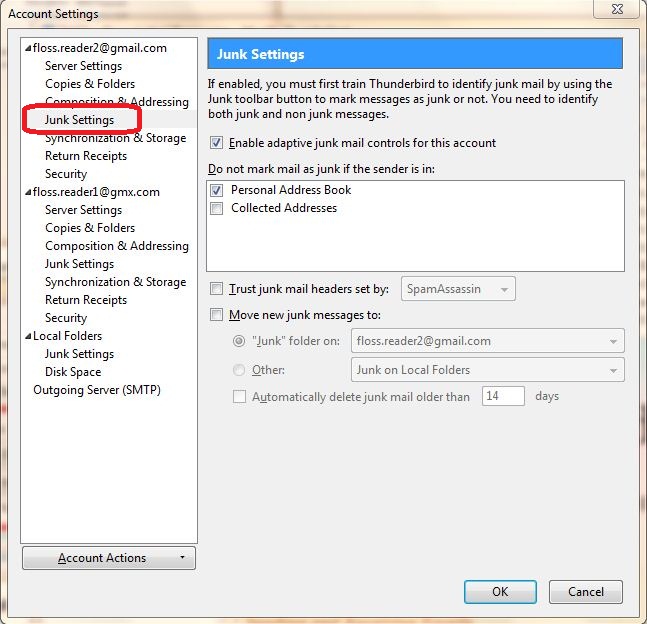 Account Settings
floss.reader2@gmail.com
Server Settings
Copies & Folders
Composition & Addressing
Junk Settings
Synchronization & Storage
Return Receipts
Security
floss.reader1@gmx.com
Server Settings
Copies & Folders
Composition & Addressing
Junk Settings
Synchronization & Storage
Return Receipts
Security
Local Folders
Junk Settings
Disk Space
Outgoing Server (SMTP)
Account Actions
Junk Settings
If enabled, you must first train Thunderbird to identify junk mail by using the
Junk toolbar button to mark messages as junk or not. You need to identify
both junk and non junk messages.
Enable adaptive junk mail controls for this account
Do not mark mail as junk if the sender is in:
Personal Address Book
Collected Addresses
Trust junk mail headers set by: SpamAssassin
Move new junk messages to:
"Junk" folder on: floss.reader2@gmail.com
Other: Junk on Local Folders
Automatically delete junk mail older than 14 days
OK Cancel